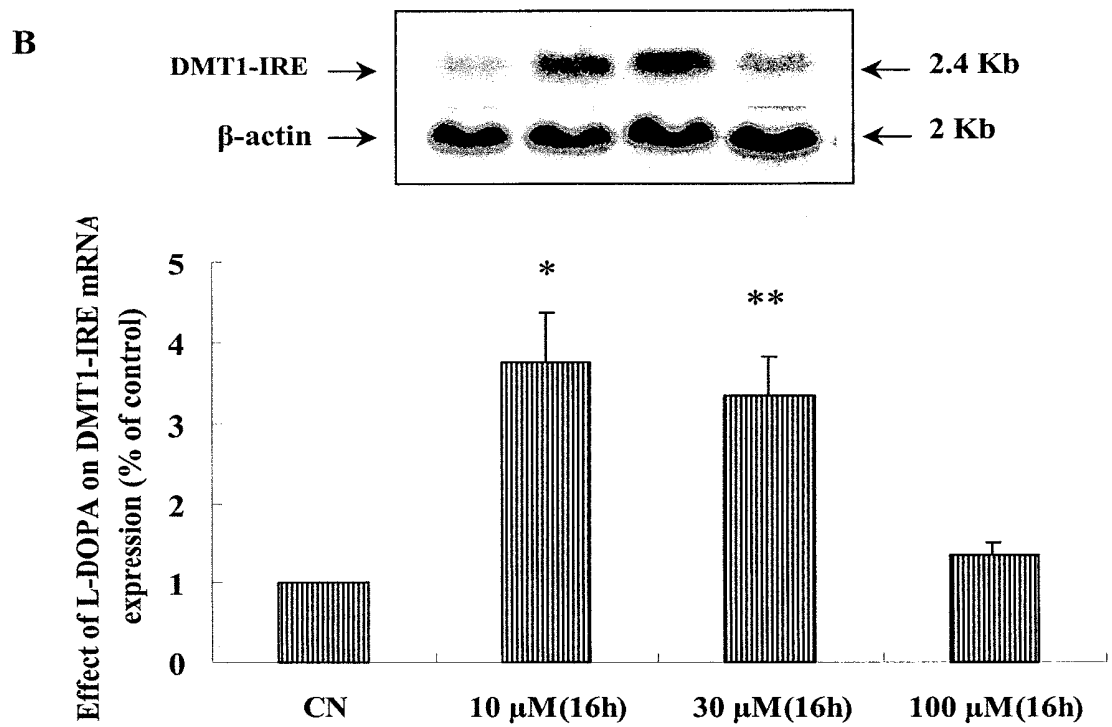 B
DMT1-IRE
2.4 Kb
β-actin
2 Kb
Effect of L-DOPA on DMT1-IRE mRNA
expression (% of control)
5
4
3
2
1
0
*
**
CN
10 μM(16h)
30 μM(16h)
100 μM(16h)